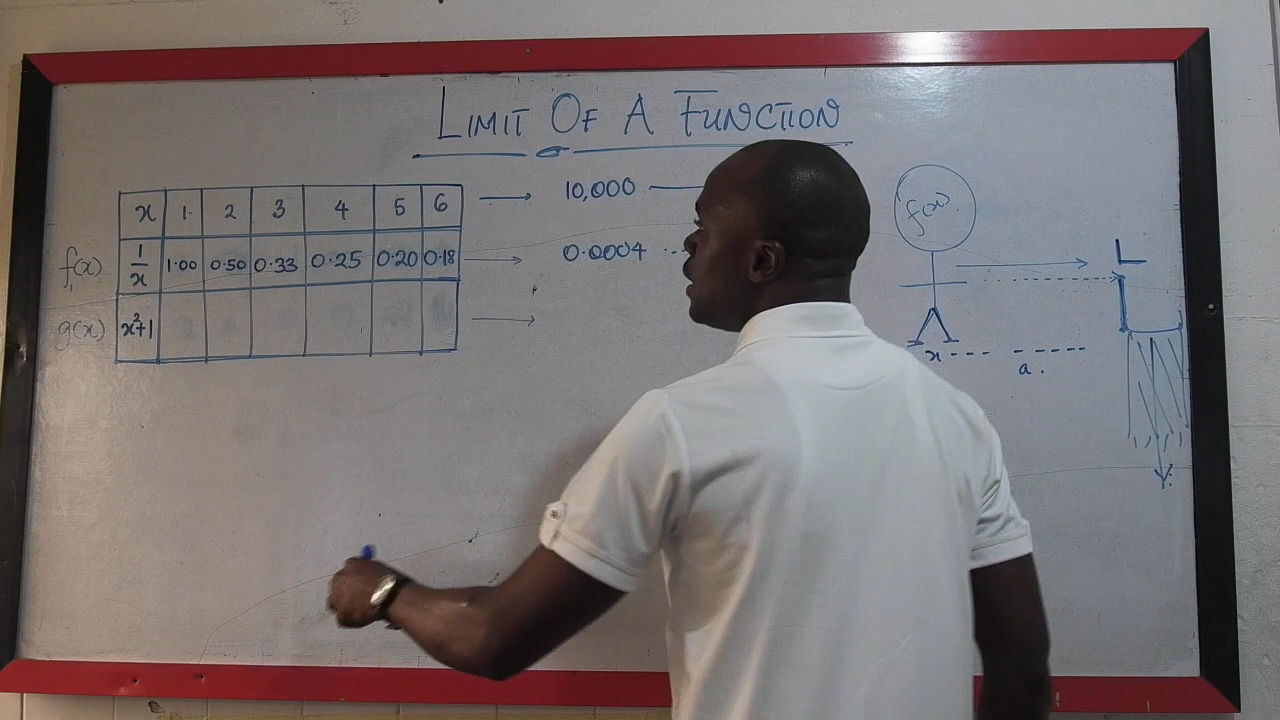 LIMIT OF A FUNCTION
x 1. 2 3 4 5 6 → 10,000
f₁(x) 1/x 1.00 0.50 0.33 0.25 0.20 0.18 → 0.0004 ..
g(x) x²+1 →
f(x)
L
x
a.